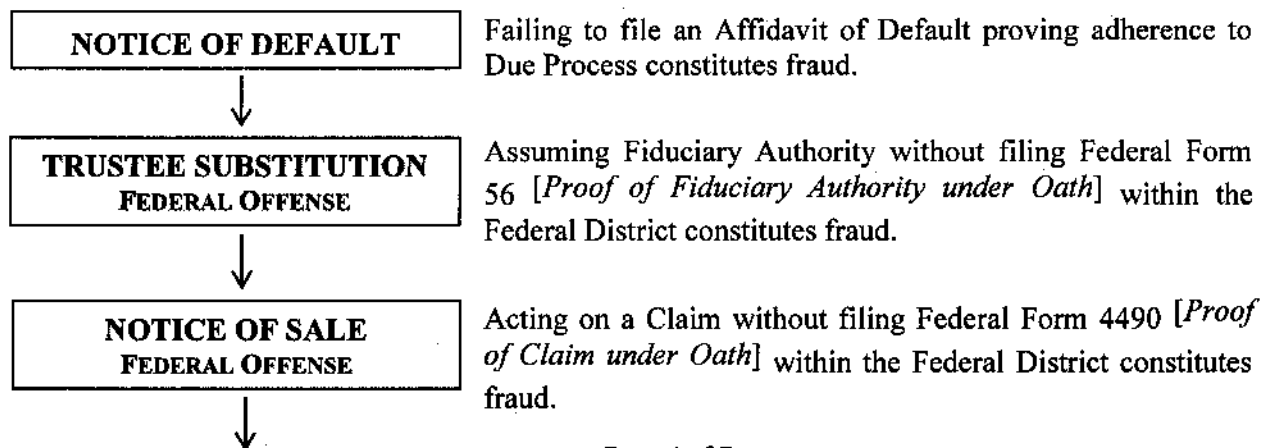 NOTICE OF DEFAULT
Failing to file an Affidavit of Default proving adherence to
Due Process constitutes fraud.
TRUSTEE SUBSTITUTION
FEDERAL OFFENSE
Assuming Fiduciary Authority without filing Federal Form
56 [Proof of Fiduciary Authority under Oath] within the
Federal District constitutes fraud.
NOTICE OF SALE
FEDERAL OFFENSE
Acting on a Claim without filing Federal Form 4490 [Proof
of Claim under Oath] within the Federal District constitutes
fraud.